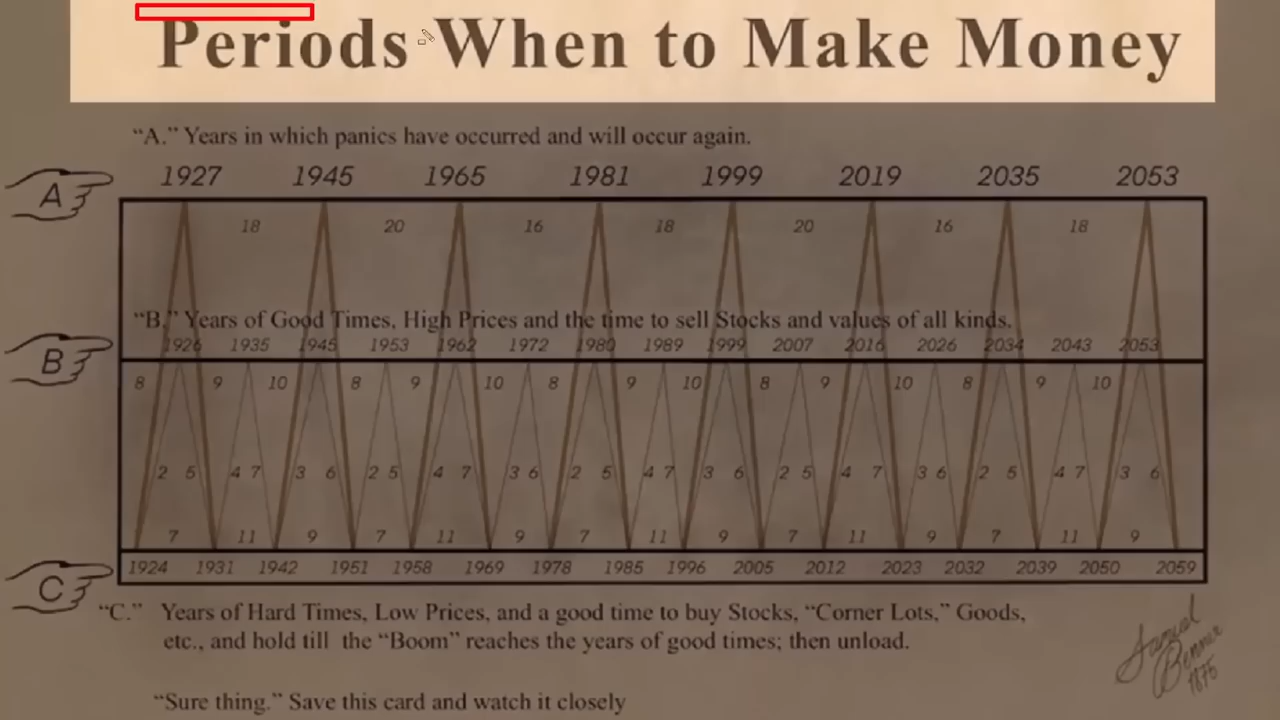 Periods When to Make Money
“A.” Years in which panics have occurred and will occur again.
A
1927 1945 1965 1981 1999 2019 2035 2053
18 20 16 18 20 16 18
“B.” Years of Good Times, High Prices and the time to sell Stocks and values of all kinds.
B
1926 1935 1945 1953 1962 1972 1980 1989 1999 2007 2016 2026 2034 2043 2053
8 9 10 8 9 10 8 9 10 8 9 10 8 9 10
2 5 4 7 3 6 2 5 4 7 3 6 2 5 4 7 3 6 2 5 4 7 3 6 2 5 4 7 3 6
7 11 9 7 11 9 7 11 9 7 11 9 7 11 9
C
1924 1931 1942 1951 1958 1969 1978 1985 1996 2005 2012 2023 2032 2039 2050 2059
“C.” Years of Hard Times, Low Prices, and a good time to buy Stocks, “Corner Lots,” Goods,
etc., and hold till the “Boom” reaches the years of good times; then unload.
Samuel
Benner
1875
“Sure thing.” Save this card and watch it closely